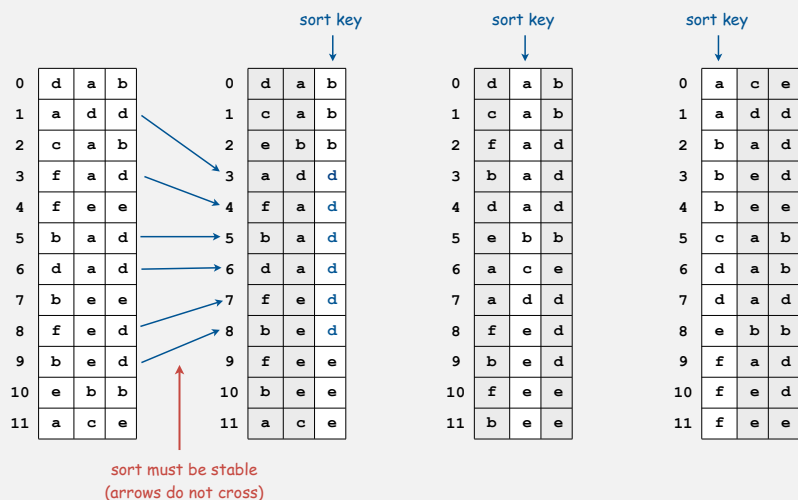 sort key sort key sort key
0 d a b 0 d a b 0 d a b 0 a c e
1 a d d 1 c a b 1 c a b 1 a d d
2 c a b 2 e b b 2 f a d 2 b a d
3 f a d 3 a d d 3 b a d 3 b e d
4 f e e 4 f a d 4 d a d 4 b e e
5 b a d 5 b a d 5 e b b 5 c a b
6 d a d 6 d a d 6 a c e 6 d a b
7 b e e 7 f e d 7 a d d 7 d a d
8 f e d 8 b e d 8 f e d 8 e b b
9 b e d 9 f e e 9 b e d 9 f a d
10 e b b 10 b e e 10 f e e 10 f e d
11 a c e 11 a c e 11 b e e 11 f e e
sort must be stable
(arrows do not cross)